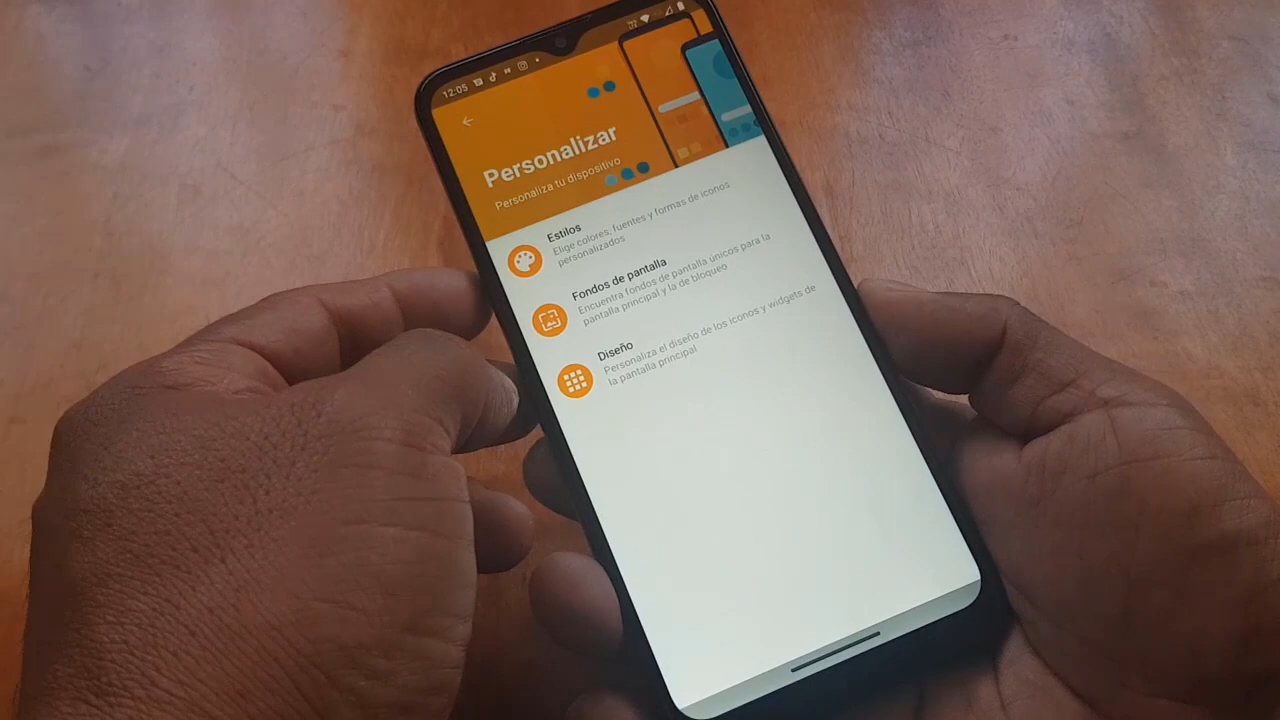 12:05
Personalizar
Personaliza tu dispositivo
Estilos
Elige colores, fuentes y formas de iconos
personalizados
Fondos de pantalla
Encuentra fondos de pantalla únicos para la
pantalla principal y la de bloqueo
Diseño
Personaliza el diseño de los iconos y widgets de
la pantalla principal